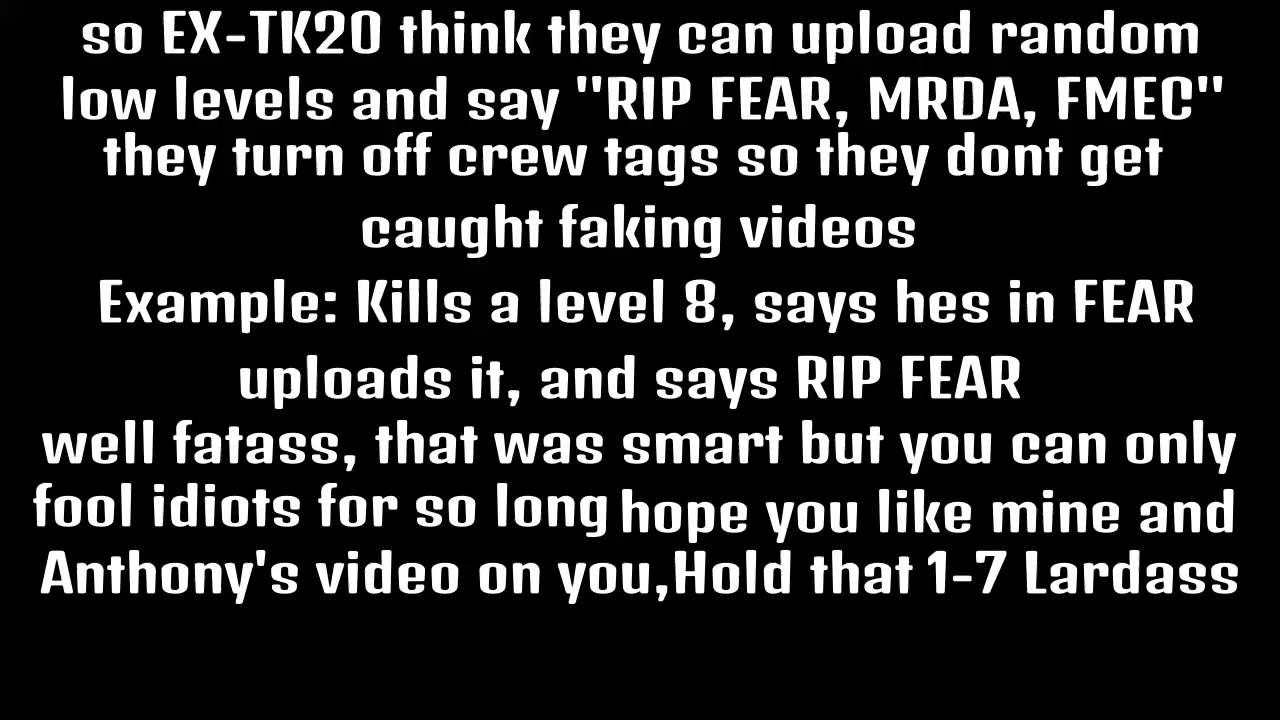 so EX-TK20 think they can upload random
low levels and say "RIP FEAR, MRDA, FMEC"
they turn off crew tags so they dont get
caught faking videos
Example: Kills a level 8, says hes in FEAR
uploads it, and says RIP FEAR
well fatass, that was smart but you can only
fool idiots for so long hope you like mine and
Anthony's video on you,Hold that 1-7 Lardass